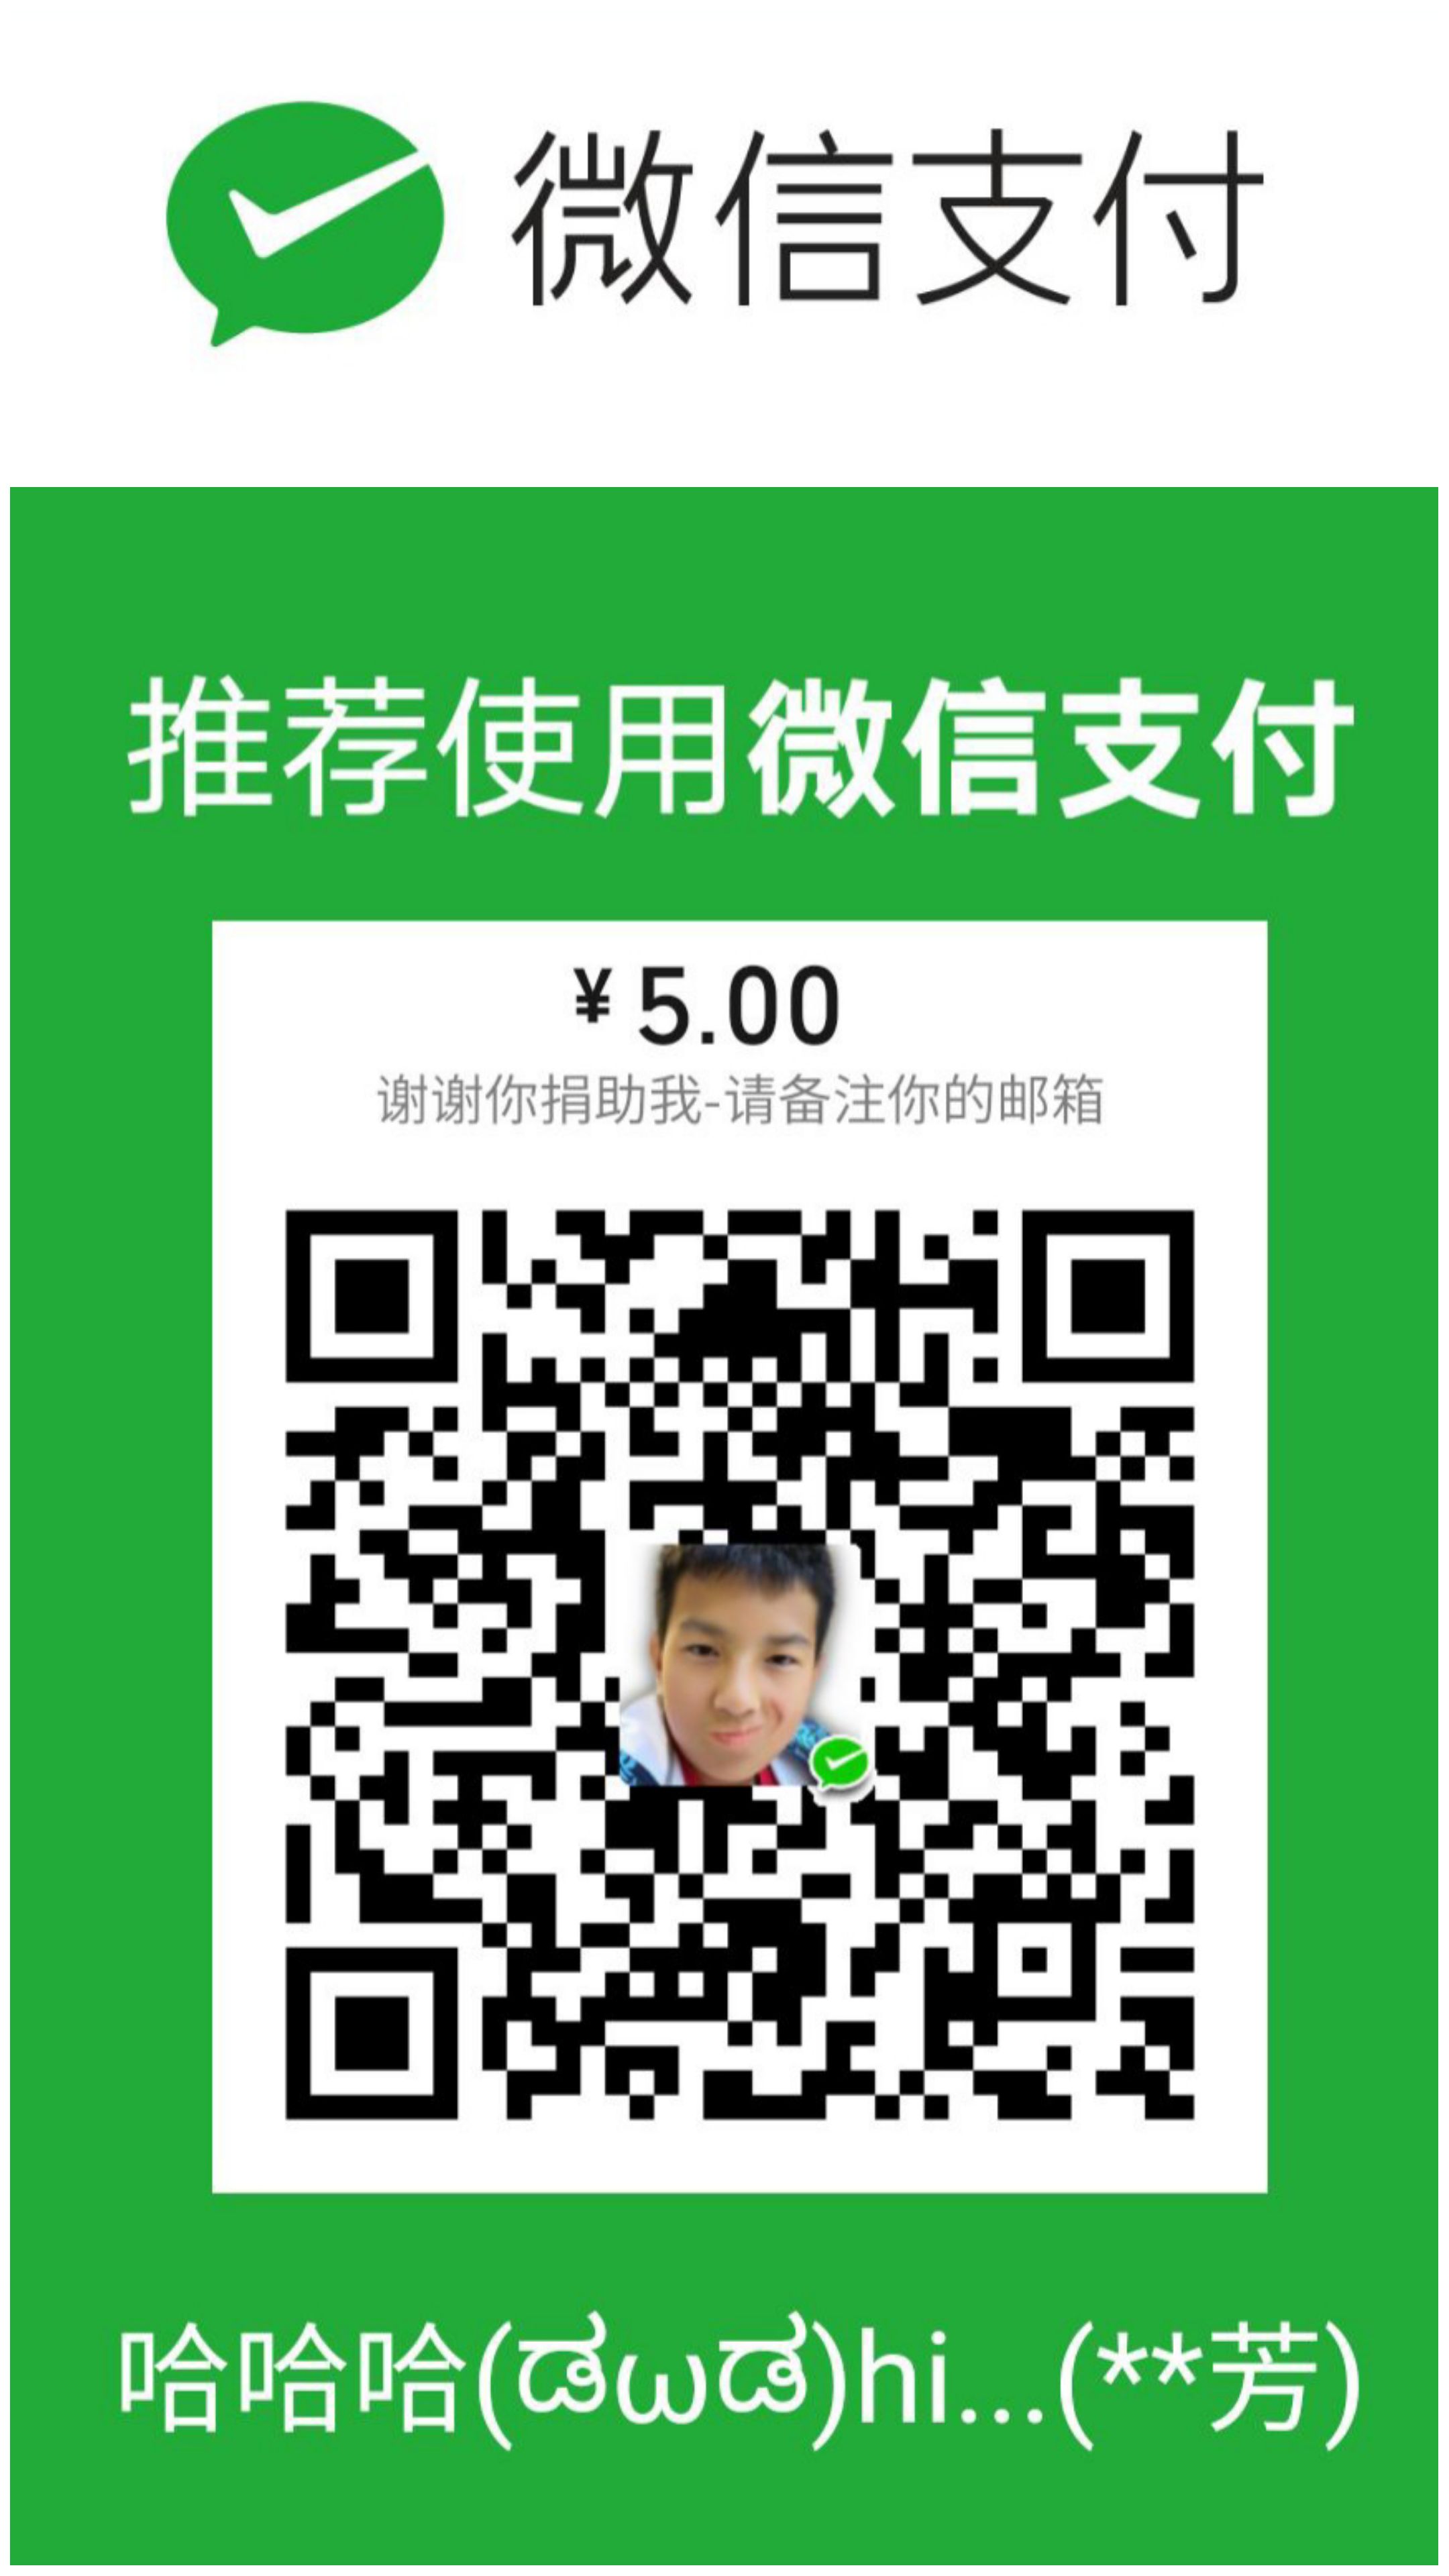 微信支付
推荐使用微信支付
¥5.00
谢谢你捐助我-请备注你的邮箱
哈哈哈(ಡωಡ)hi...(**芳)